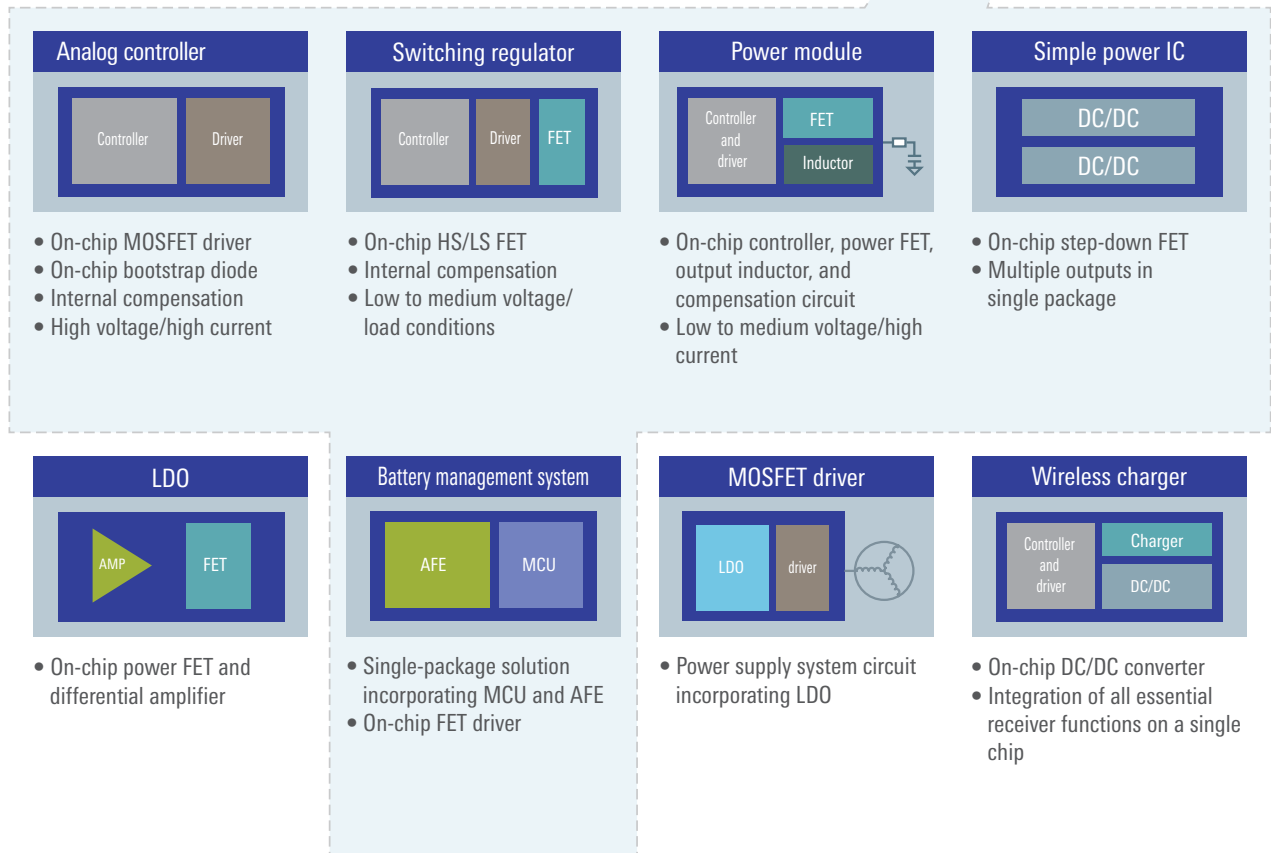 Analog controller
Controller
Driver
• On-chip MOSFET driver
• On-chip bootstrap diode
• Internal compensation
• High voltage/high current
Switching regulator
Controller
Driver
FET
• On-chip HS/LS FET
• Internal compensation
• Low to medium voltage/
load conditions
Power module
Controller
and
driver
FET
Inductor
• On-chip controller, power FET,
output inductor, and
compensation circuit
• Low to medium voltage/high
current
Simple power IC
DC/DC
DC/DC
• On-chip step-down FET
• Multiple outputs in
single package
LDO
AMP
FET
• On-chip power FET and
differential amplifier
Battery management system
AFE
MCU
• Single-package solution
incorporating MCU and AFE
• On-chip FET driver
MOSFET driver
LDO
driver
• Power supply system circuit
incorporating LDO
Wireless charger
Controller
and
driver
Charger
DC/DC
• On-chip DC/DC converter
• Integration of all essential
receiver functions on a single
chip